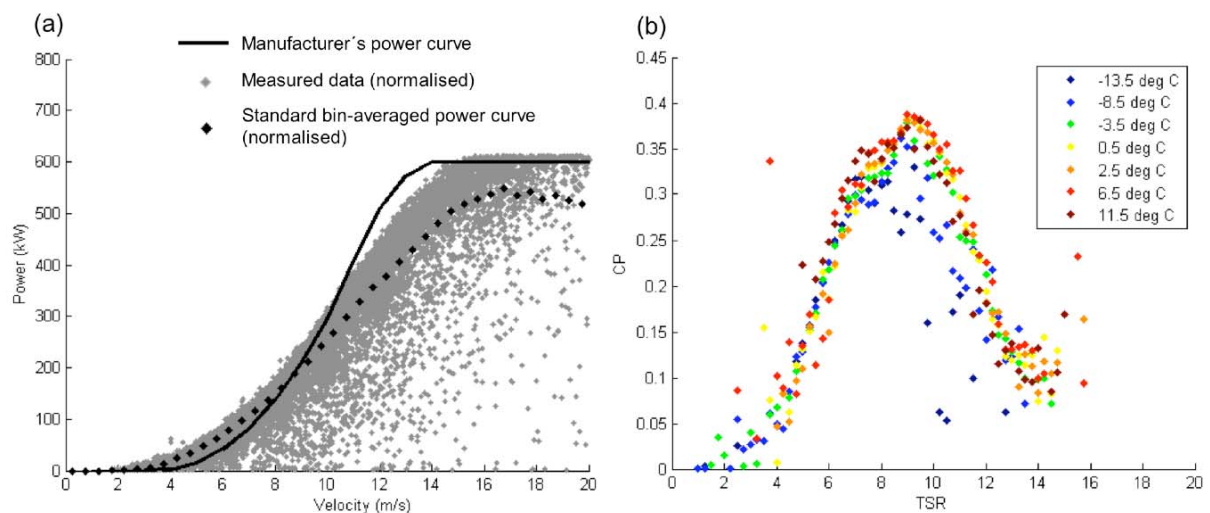 (a)
Manufacturer´s power curve
Measured data (normalised)
Standard bin-averaged power curve
(normalised)
800
700
600
500
400
300
200
100
0
Power (kW)
0 2 4 6 8 10 12 14 16 18 20
Velocity (m/s)
(b)
0.45
0.4
0.35
0.3
0.25
0.2
0.15
0.1
0.05
0
CP
-13.5 deg C
-8.5 deg C
-3.5 deg C
0.5 deg C
2.5 deg C
6.5 deg C
11.5 deg C
0 2 4 6 8 10 12 14 16 18 20
TSR